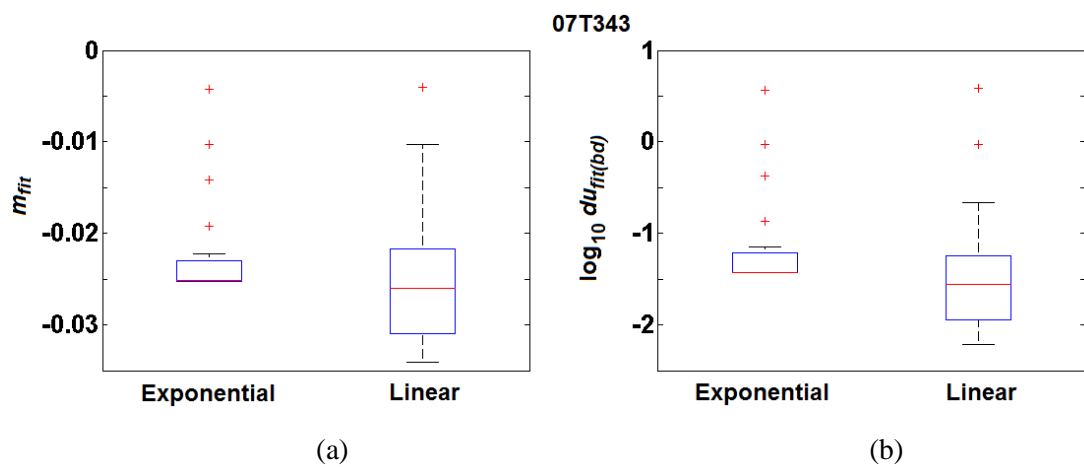 07T343
0
-0.01
-0.02
-0.03
m_fit
Exponential
Linear
(a)
1
0
-1
-2
log10 du_fit(bd)
Exponential
Linear
(b)